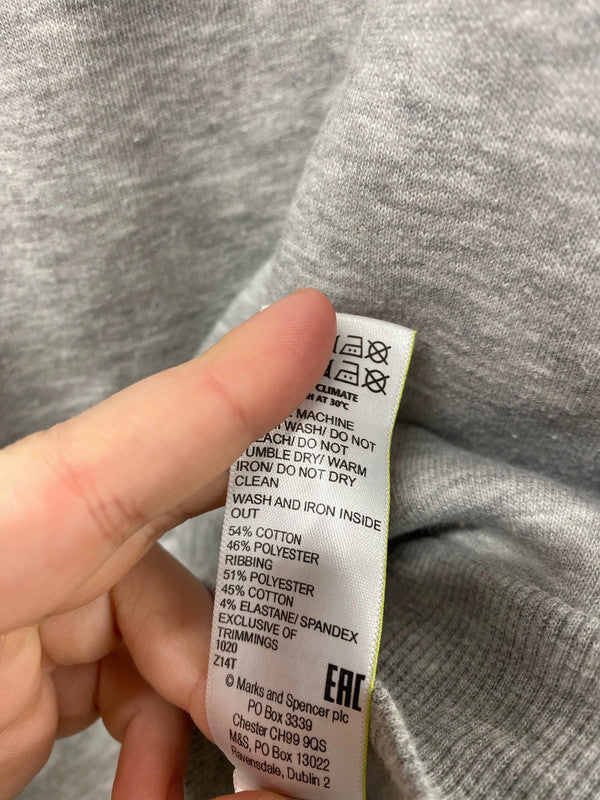 CLIMATE
AT 30°C
MACHINE
WASH/ DO NOT
DO NOT
TUMBLE DRY/ WARM
IRON/ DO NOT DRY
CLEAN
WASH AND IRON INSIDE
OUT
54% COTTON
46% POLYESTER
RIBBING
51% POLYESTER
45% COTTON
4% ELASTANE/ SPANDEX
EXCLUSIVE OF
TRIMMINGS
1020
Z14T
EAC
© Marks and Spencer plc
PO Box 3339
Chester CH99 9QS
M&S, PO Box 13022
Ravensdale, Dublin 2